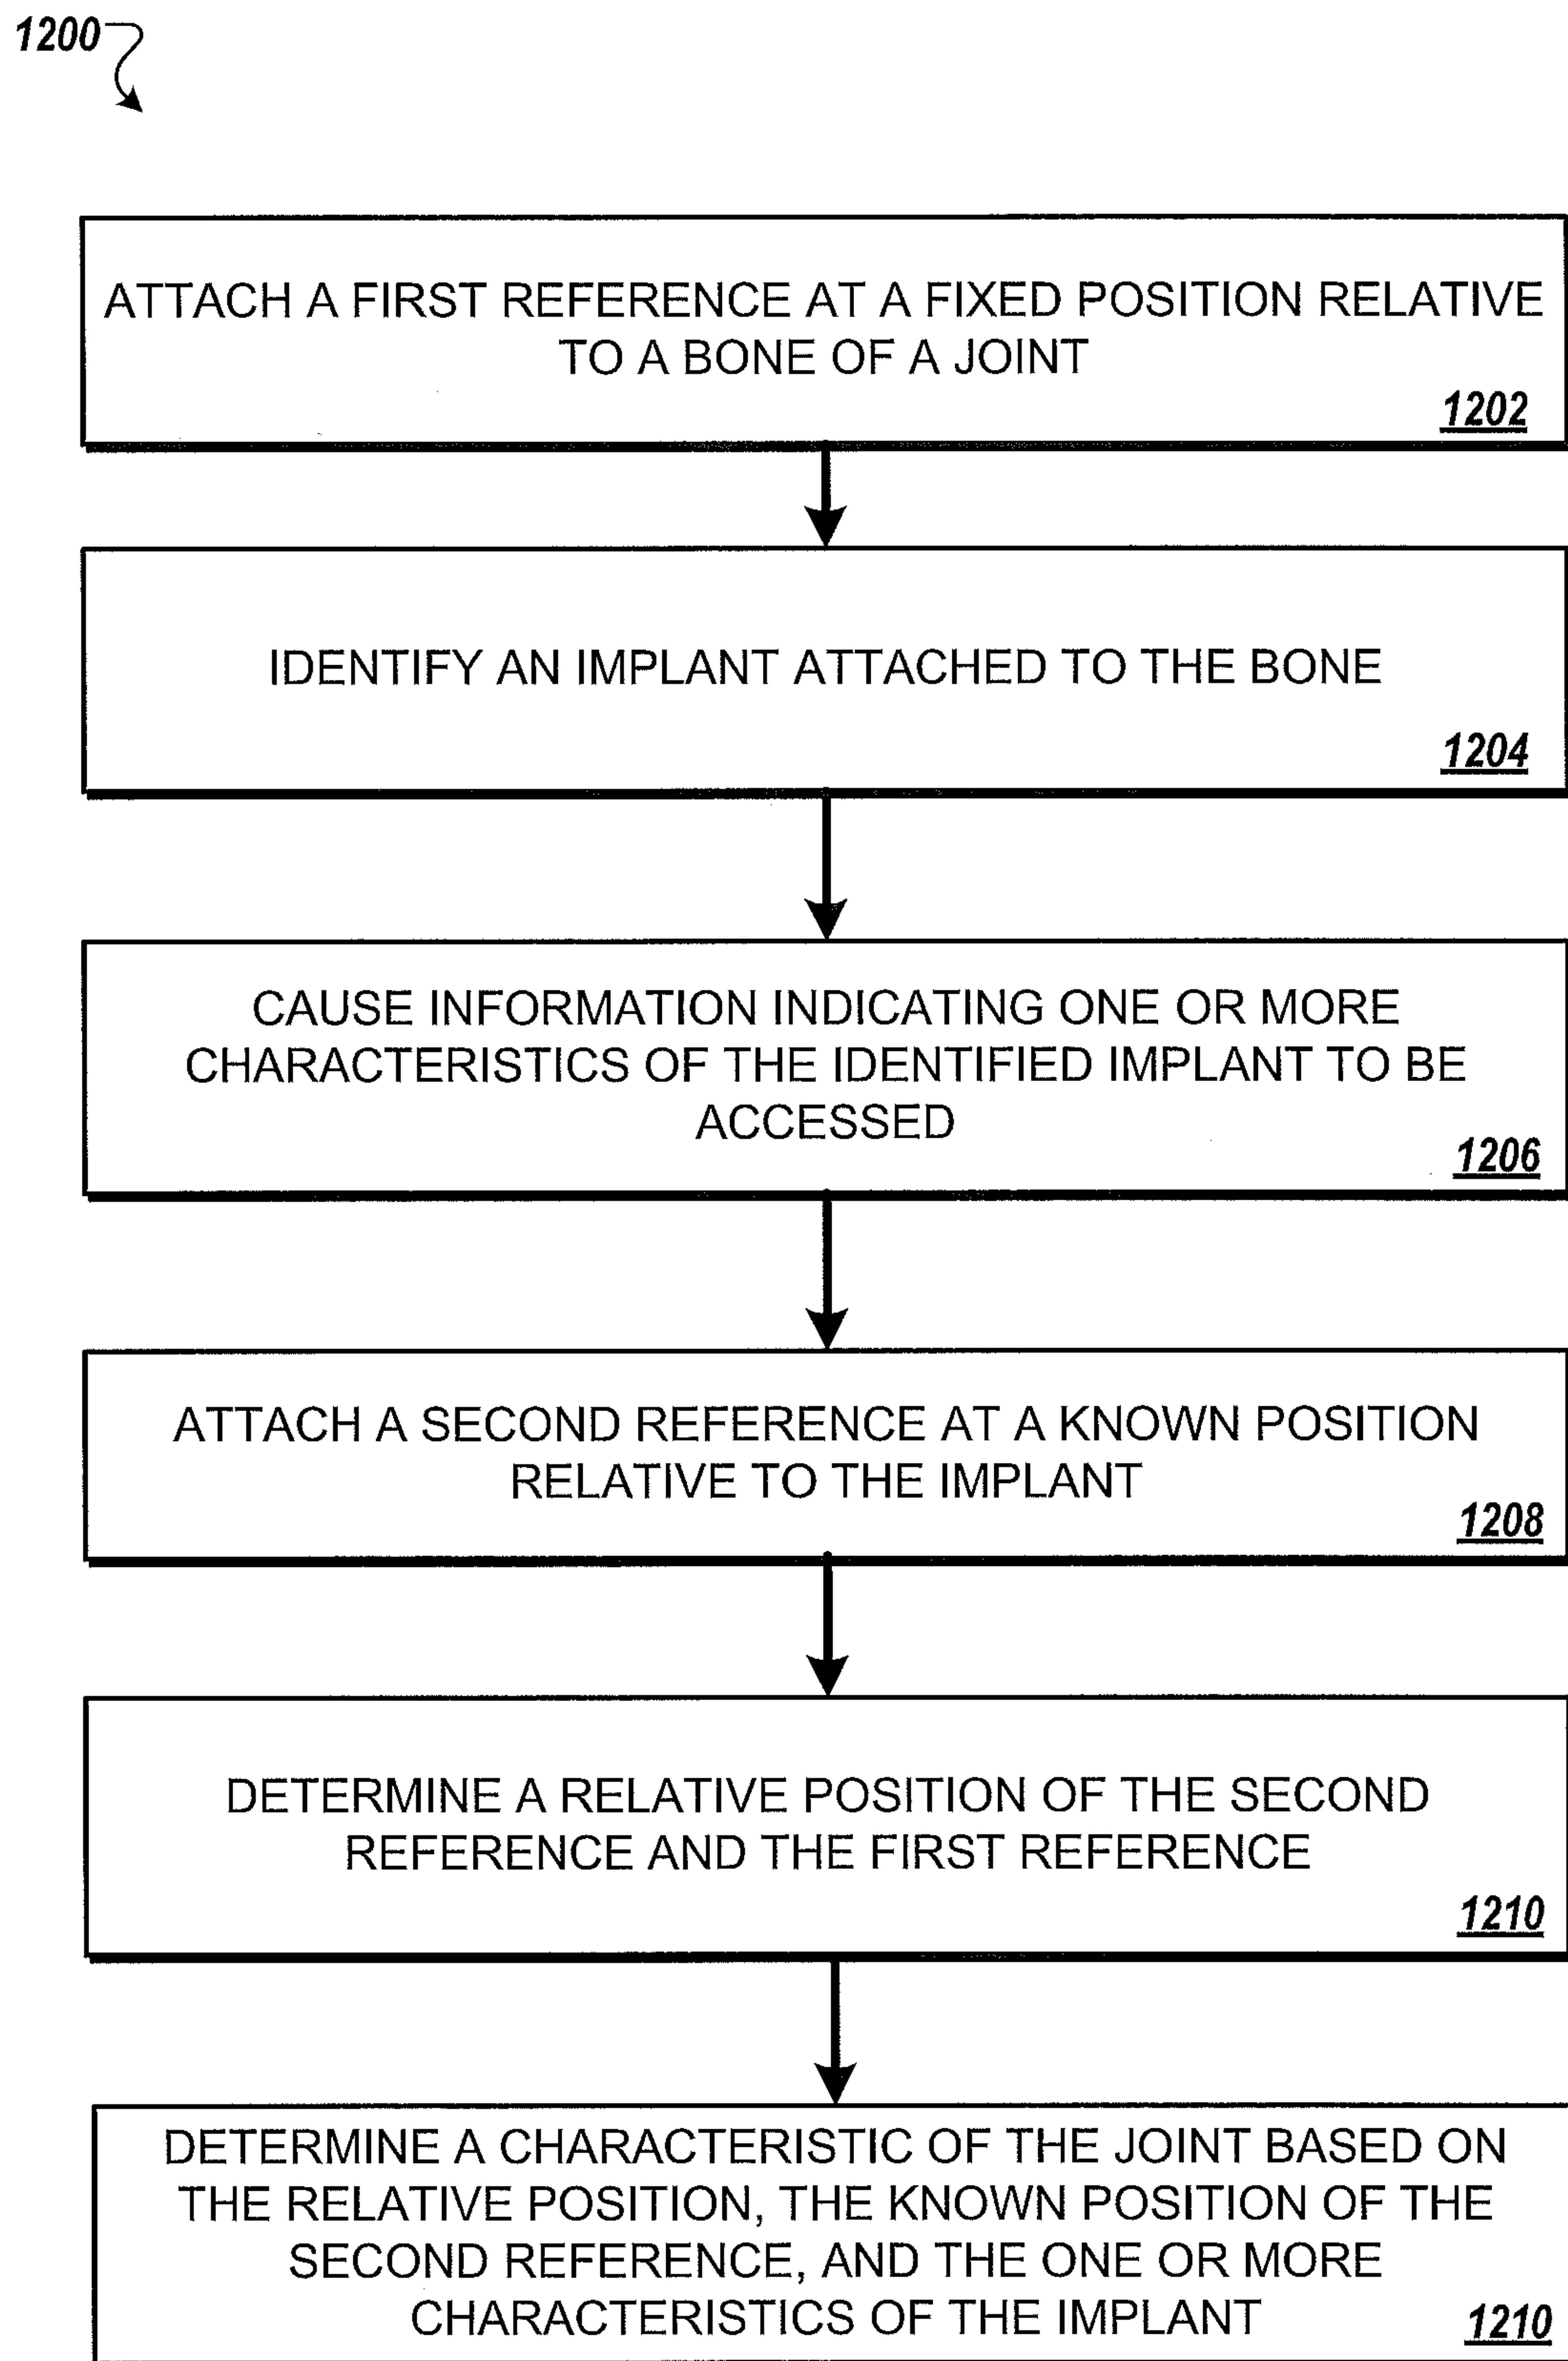 1200
ATTACH A FIRST REFERENCE AT A FIXED POSITION RELATIVE
TO A BONE OF A JOINT
1202
IDENTIFY AN IMPLANT ATTACHED TO THE BONE
1204
CAUSE INFORMATION INDICATING ONE OR MORE
CHARACTERISTICS OF THE IDENTIFIED IMPLANT TO BE
ACCESSED
1206
ATTACH A SECOND REFERENCE AT A KNOWN POSITION
RELATIVE TO THE IMPLANT
1208
DETERMINE A RELATIVE POSITION OF THE SECOND
REFERENCE AND THE FIRST REFERENCE
1210
DETERMINE A CHARACTERISTIC OF THE JOINT BASED ON
THE RELATIVE POSITION, THE KNOWN POSITION OF THE
SECOND REFERENCE, AND THE ONE OR MORE
CHARACTERISTICS OF THE IMPLANT
1210